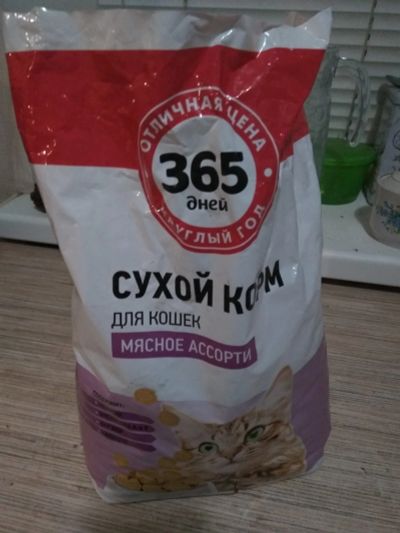 ОТЛИЧНАЯ ЦЕНА
365
дней
КРУГЛЫЙ ГОД
СУХОЙ КОРМ
ДЛЯ КОШЕК
МЯСНОЕ АССОРТИ